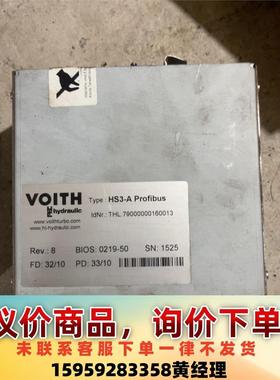 VOITH
Type : HS3-A Profibus
hydraulic
IdNr.: THL.79000000160013
www.voithturbo.com
www.ht-hydraulic.com
Rev.: 8 BIOS: 0219-50 SN: 1525
FD: 32/10 PD: 33/10
议价商品，询价下单
未联系客服下单前不发货
15959283358黄经理